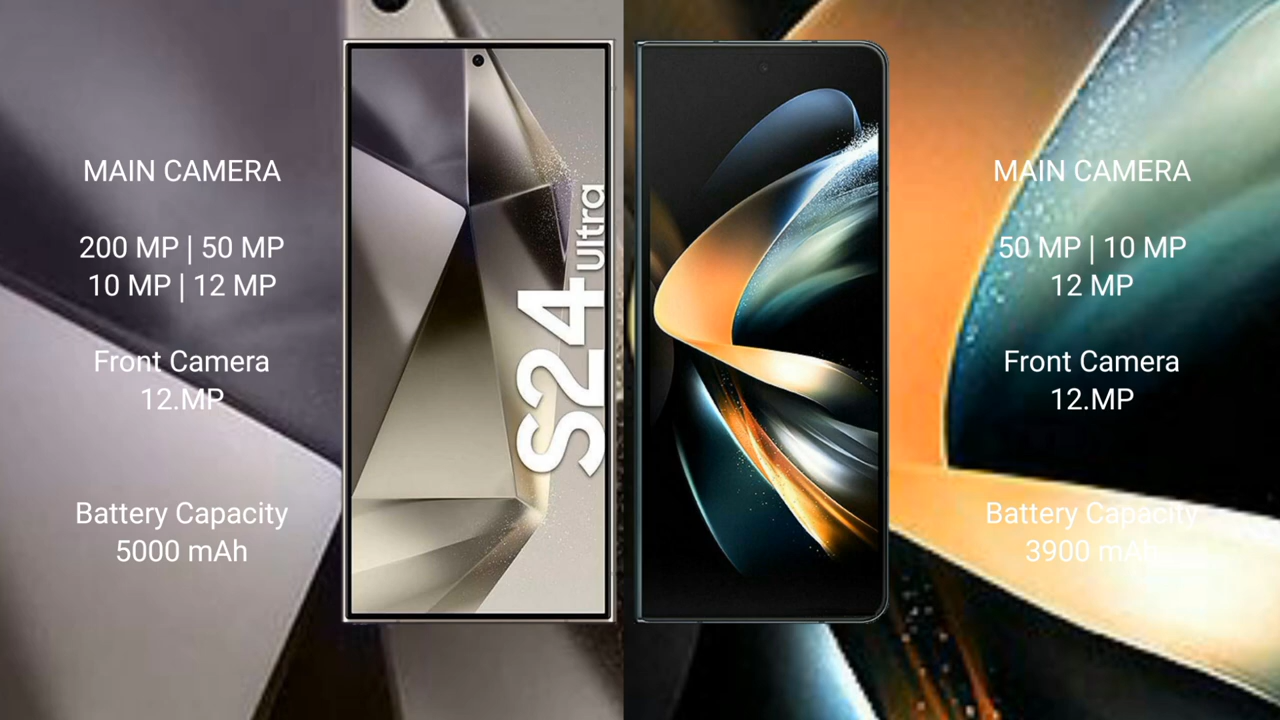 MAIN CAMERA
200 MP | 50 MP
10 MP | 12 MP
Front Camera
12.MP
Battery Capacity
5000 mAh
S24 Ultra
MAIN CAMERA
50 MP | 10 MP
12 MP
Front Camera
12.MP
Battery Capacity
3900 mAh